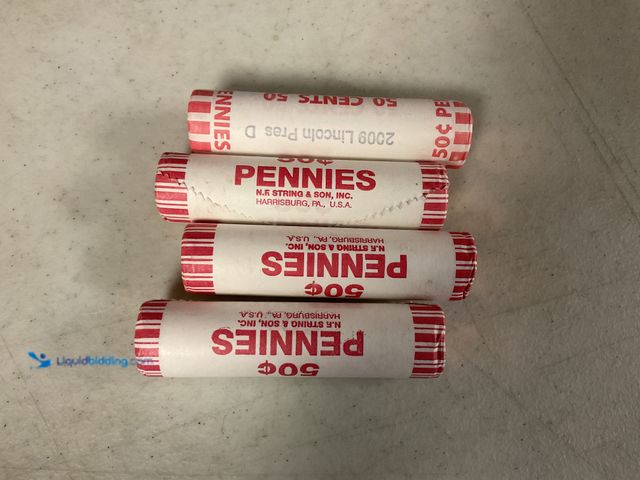 PENNIES
50 CENTS 50
50¢ PE
2009 Lincoln Pres D
50¢
PENNIES
N.F. STRING & SON, INC.
HARRISBURG, PA., U.S.A.
50¢
PENNIES
N.F. STRING & SON, INC.
HARRISBURG, PA., U.S.A.
50¢
PENNIES
N.F. STRING & SON, INC.
HARRISBURG, PA., U.S.A.
Liquidbidding.com